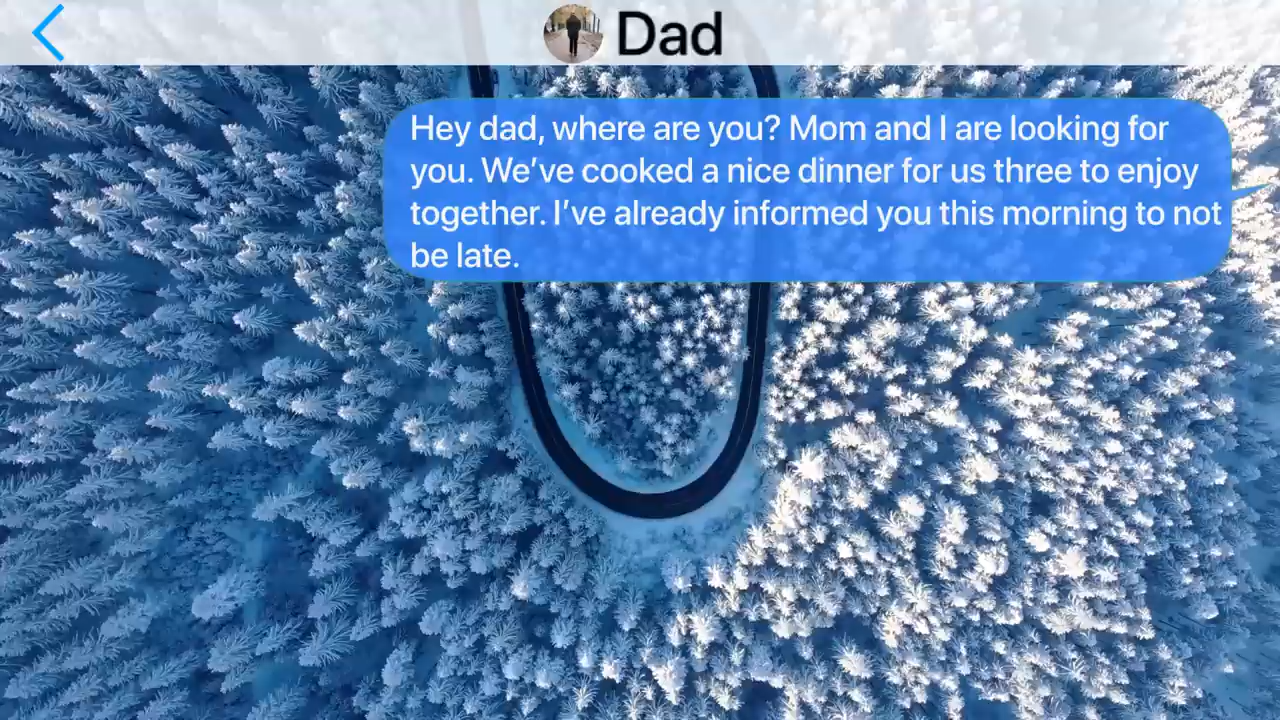 Dad
Hey dad, where are you? Mom and I are looking for
you. We’ve cooked a nice dinner for us three to enjoy
together. I’ve already informed you this morning to not
be late.